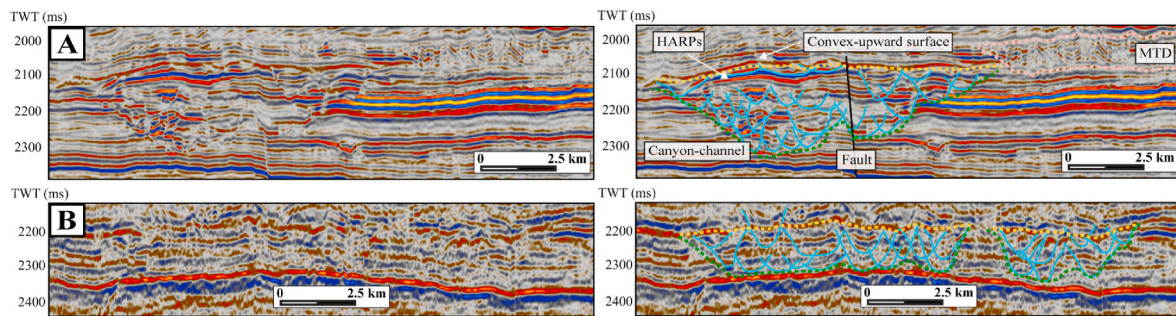 TWT (ms)
2000
2100
2200
2300
A
0 2.5 km
TWT (ms)
2000
2100
2200
2300
HARPs
Convex-upward surface
MTD
Canyon-channel
Fault
0 2.5 km
TWT (ms)
2200
2300
2400
B
0 2.5 km
TWT (ms)
2200
2300
2400
0 2.5 km